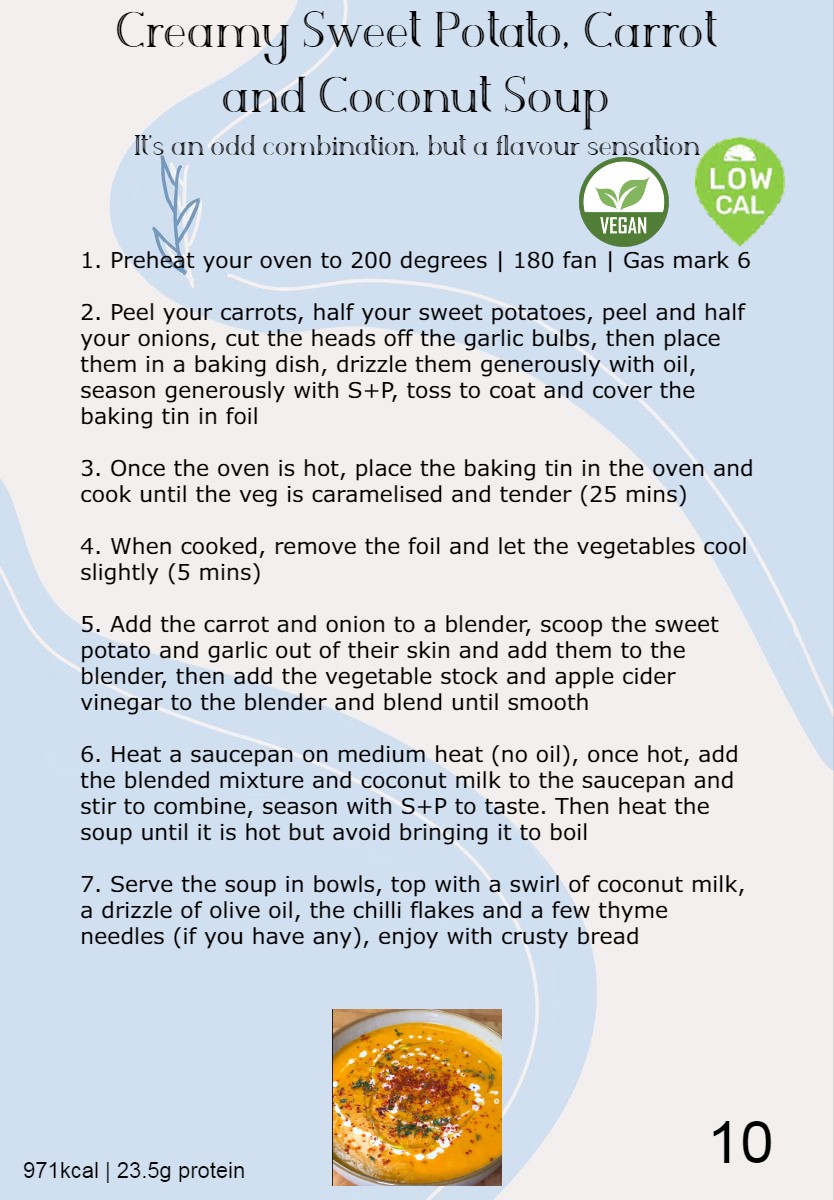 Creamy Sweet Potato, Carrot
and Coconut Soup
It's an odd combination, but a flavour sensation
VEGAN
LOW
CAL
1. Preheat your oven to 200 degrees | 180 fan | Gas mark 6
2. Peel your carrots, half your sweet potatoes, peel and half
your onions, cut the heads off the garlic bulbs, then place
them in a baking dish, drizzle them generously with oil,
season generously with S+P, toss to coat and cover the
baking tin in foil
3. Once the oven is hot, place the baking tin in the oven and
cook until the veg is caramelised and tender (25 mins)
4. When cooked, remove the foil and let the vegetables cool
slightly (5 mins)
5. Add the carrot and onion to a blender, scoop the sweet
potato and garlic out of their skin and add them to the
blender, then add the vegetable stock and apple cider
vinegar to the blender and blend until smooth
6. Heat a saucepan on medium heat (no oil), once hot, add
the blended mixture and coconut milk to the saucepan and
stir to combine, season with S+P to taste. Then heat the
soup until it is hot but avoid bringing it to boil
7. Serve the soup in bowls, top with a swirl of coconut milk,
a drizzle of olive oil, the chilli flakes and a few thyme
needles (if you have any), enjoy with crusty bread
971kcal | 23.5g protein
10